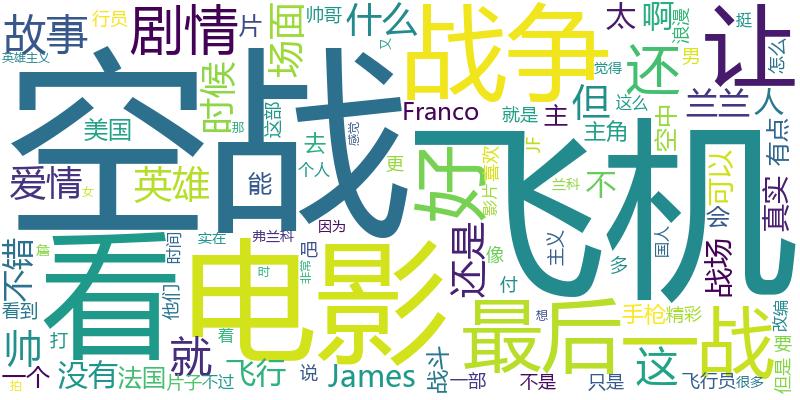 行员
片
帅哥
什么
太
啊
浪漫
挺
男
怎么
故事
剧情
场面
战争
觉得
还
让
英雄主义
又
空战
时候
这部
那
Franco
但
就是
主
这么
空中
兰兰
人
美国
感觉
去
主角
有点
飞机
好
影片
喜欢
JF
爱情
英雄
能
个人
更
兰科
不
可以
女
因为
还是
主义
国人
会
真实
不错
詹
时间
实在
弗兰科
吧
非常
像
战场
多
看
电影
时
付
看到
他们
着
最后一战
想
手枪
精彩
改编
帅
打
就
这
要
一个
没有
法国
片子
不过
飞行
说
James
战斗
一部
不是
只是
飞行员
很多
但是
拍